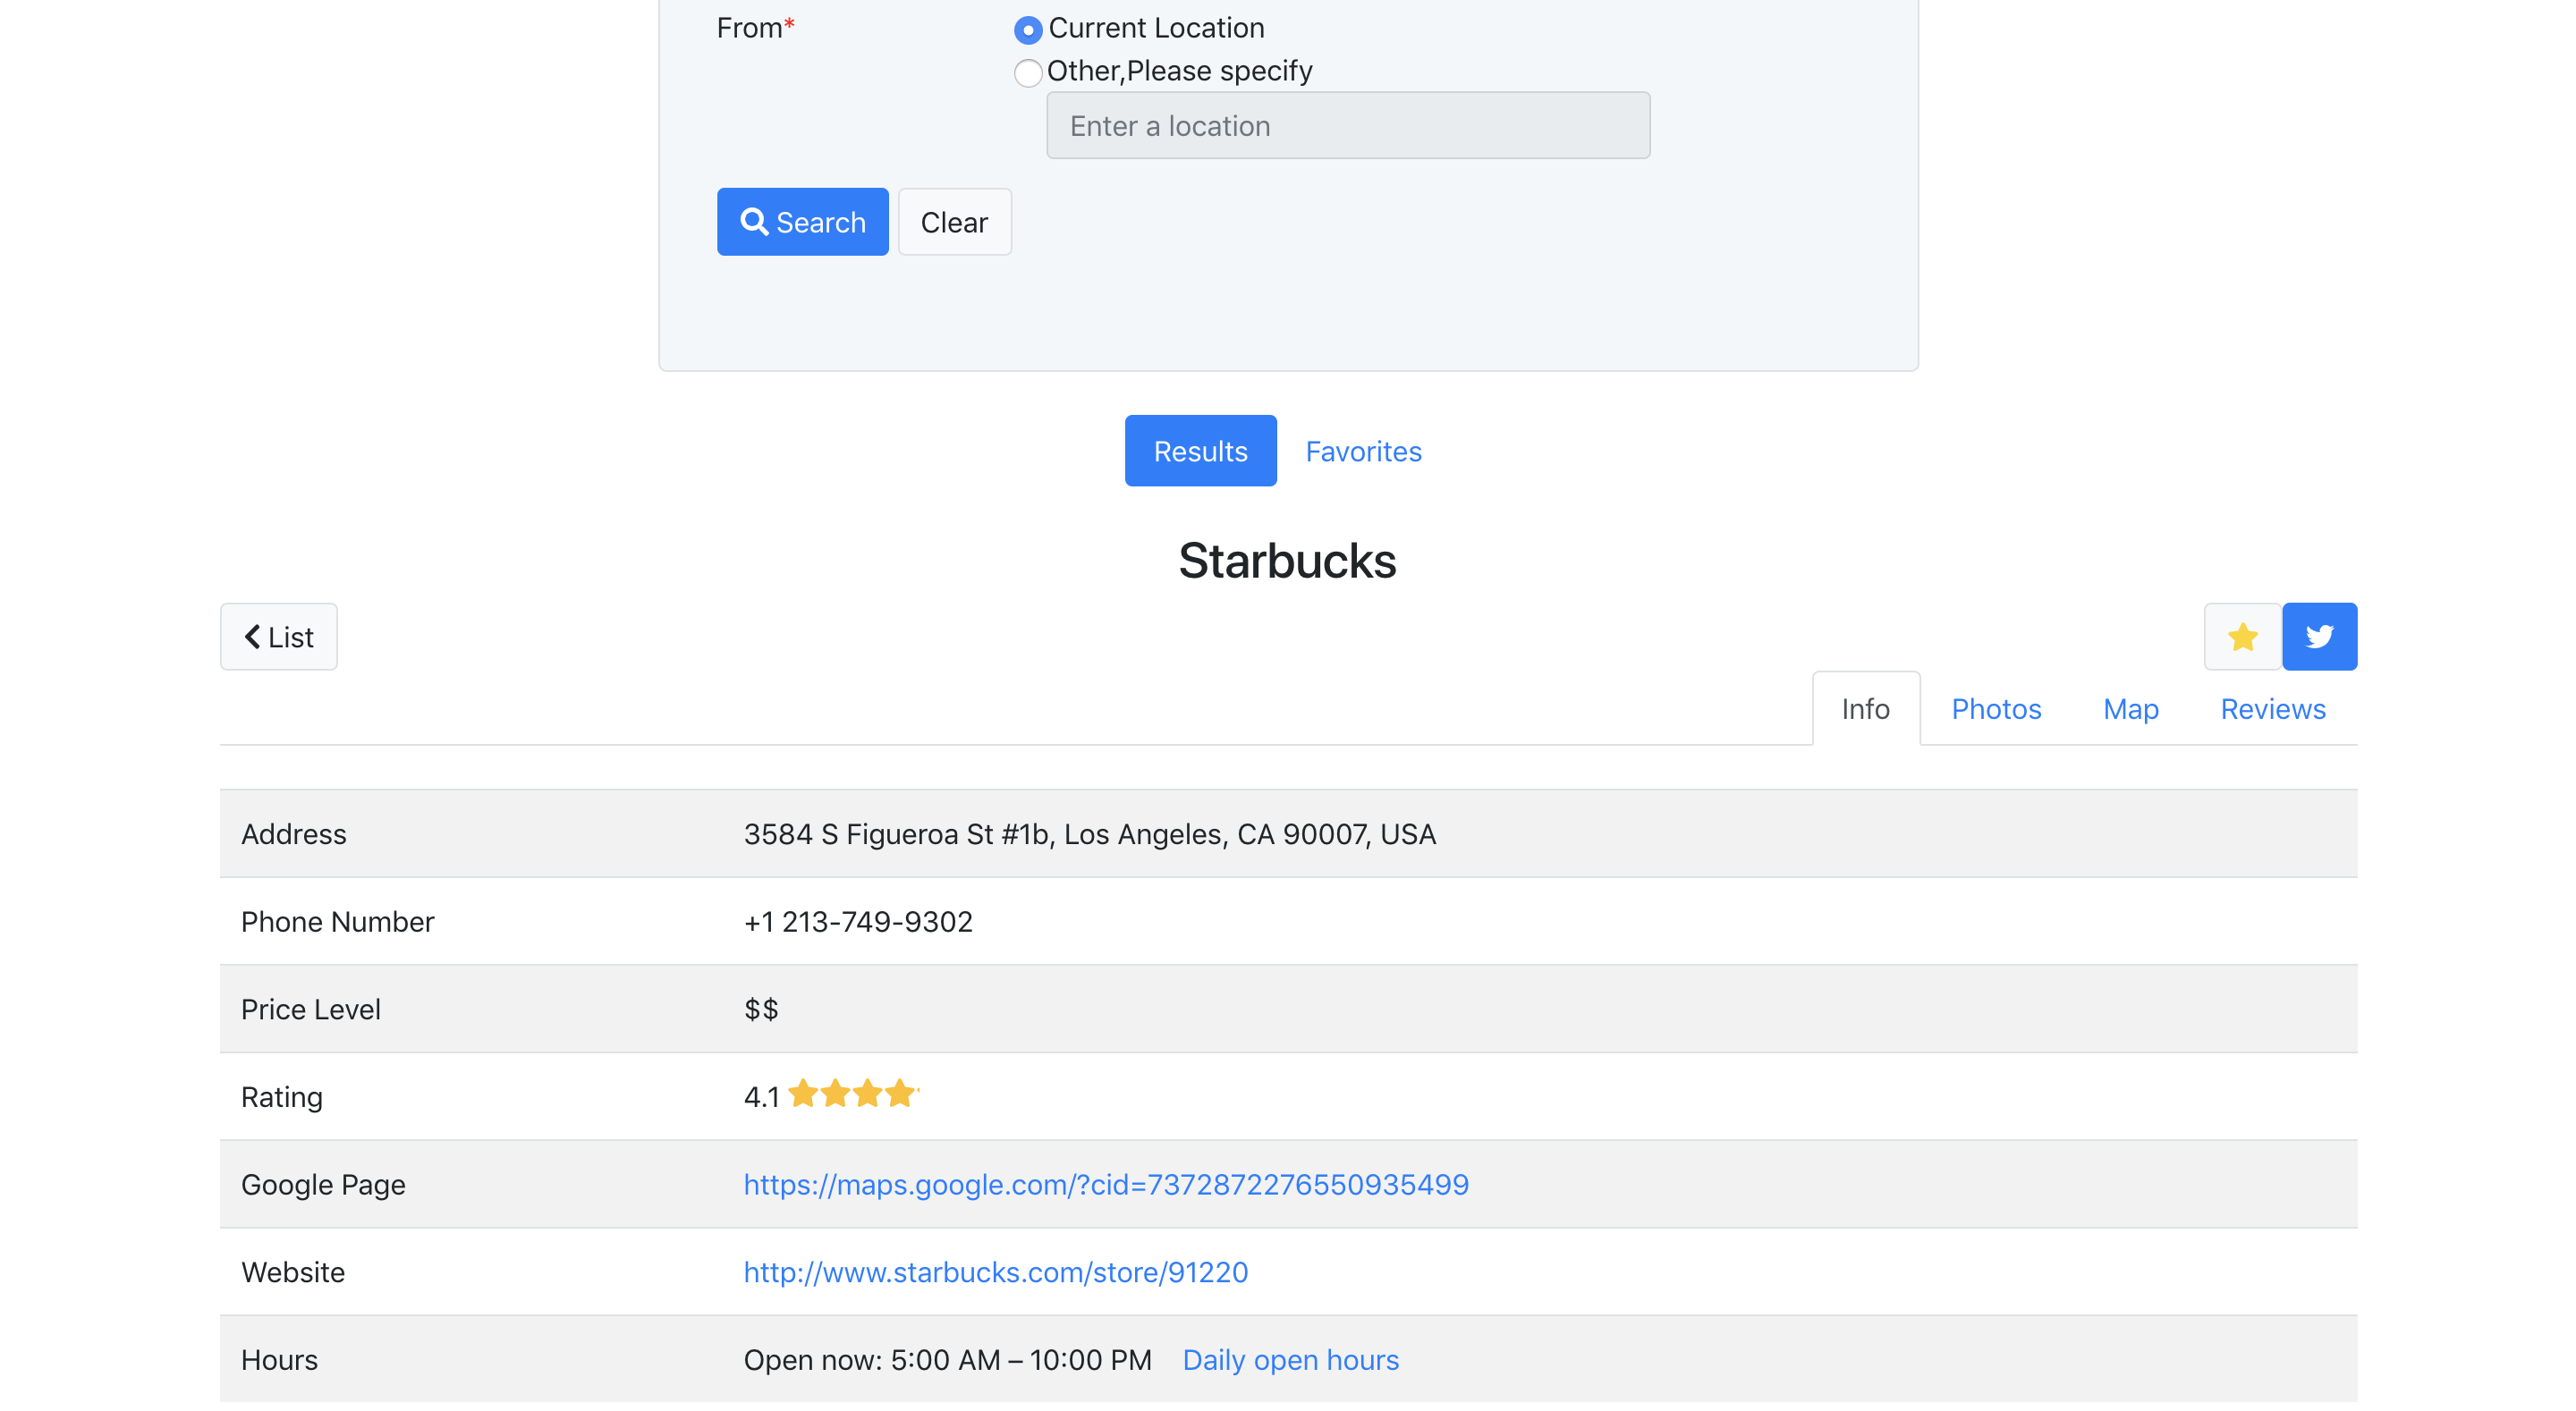 From*
Current Location
Other,Please specify
Enter a location
Search Clear
Results Favorites
Starbucks
List
Info Photos Map Reviews
Address 3584 S Figueroa St #1b, Los Angeles, CA 90007, USA
Phone Number +1 213-749-9302
Price Level $$
Rating 4.1
Google Page https://maps.google.com/?cid=7372872276550935499
Website http://www.starbucks.com/store/91220
Hours Open now: 5:00 AM – 10:00 PM Daily open hours